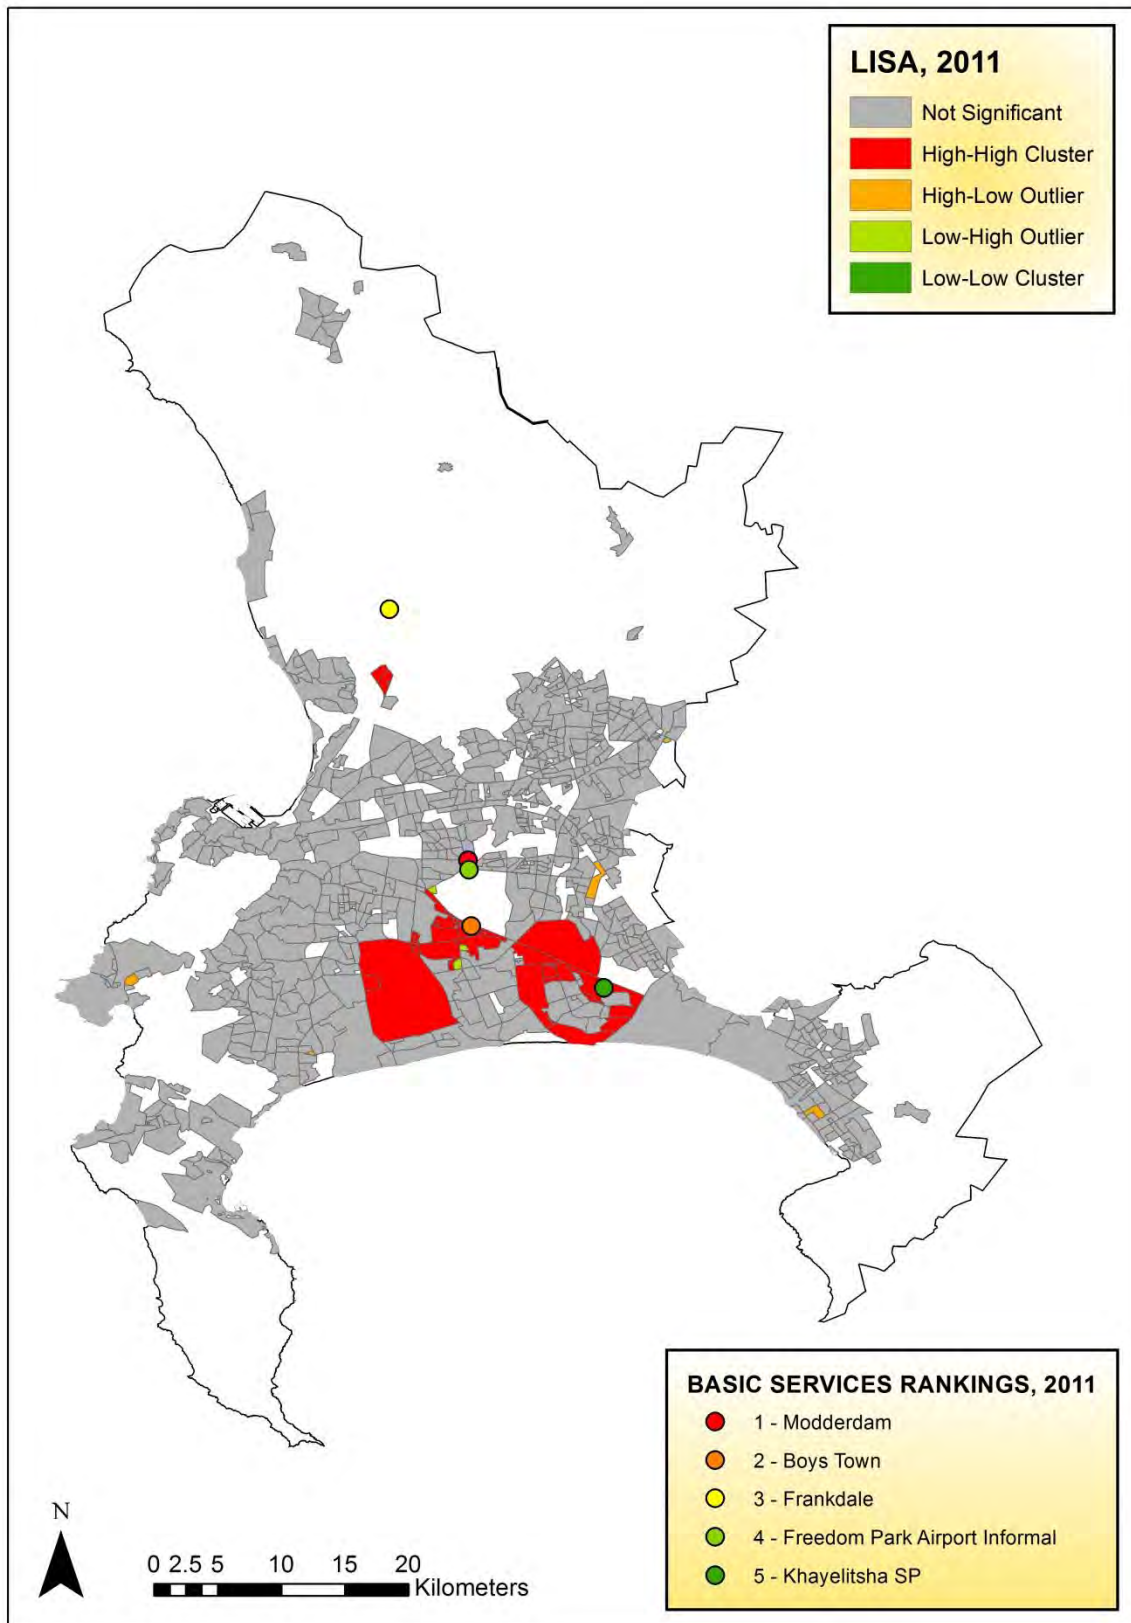 LISA, 2011
Not Significant
High-High Cluster
High-Low Outlier
Low-High Outlier
Low-Low Cluster
BASIC SERVICES RANKINGS, 2011
1 - Modderdam
2 - Boys Town
3 - Frankdale
4 - Freedom Park Airport Informal
5 - Khayelitsha SP
N
0 2.5 5 10 15 20
Kilometers